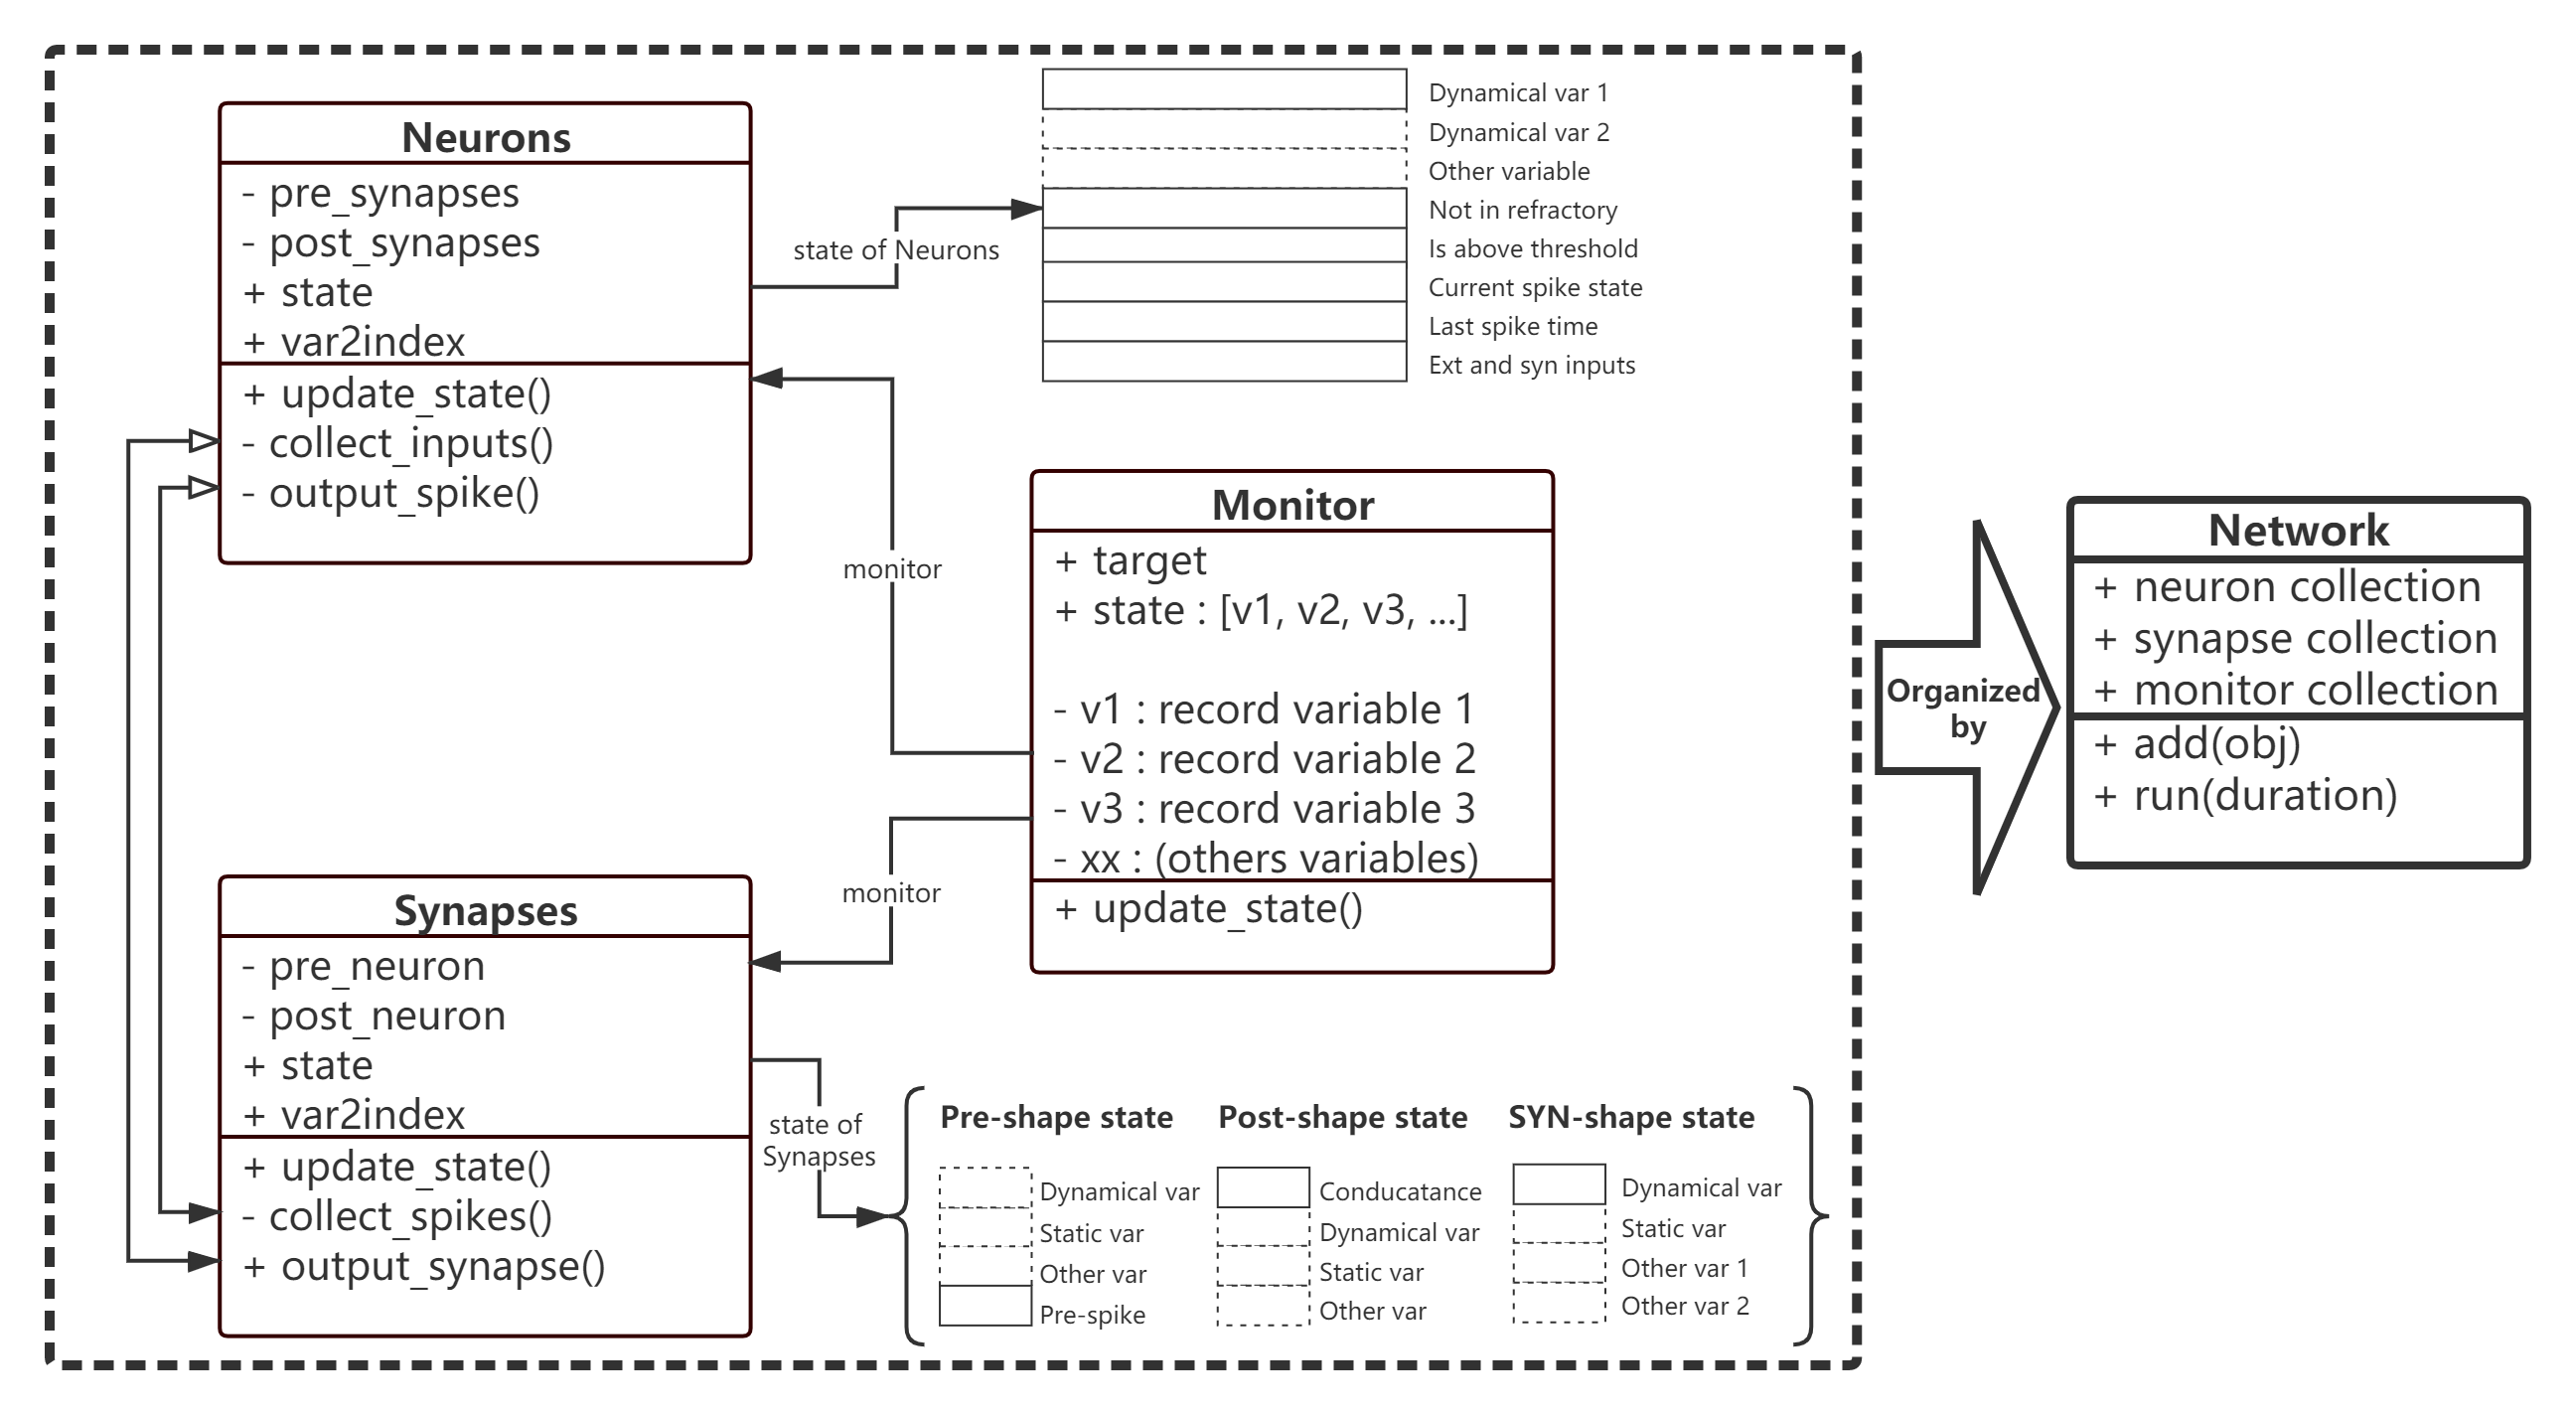 Neurons
- pre_synapses
- post_synapses
+ state
+ var2index
+ update_state()
- collect_inputs()
- output_spike()
state of Neurons
Dynamical var 1
Dynamical var 2
Other variable
Not in refractory
Is above threshold
Current spike state
Last spike time
Ext and syn inputs
monitor
Monitor
+ target
+ state : [v1, v2, v3, ...]
- v1 : record variable 1
- v2 : record variable 2
- v3 : record variable 3
- xx : (others variables)
+ update_state()
monitor
Synapses
- pre_neuron
- post_neuron
+ state
+ var2index
+ update_state()
- collect_spikes()
+ output_synapse()
state of
Synapses
Pre-shape state
Dynamical var
Static var
Other var
Pre-spike
Post-shape state
Conducatance
Dynamical var
Static var
Other var
SYN-shape state
Dynamical var
Static var
Other var 1
Other var 2
Organized
by
Network
+ neuron collection
+ synapse collection
+ monitor collection
+ add(obj)
+ run(duration)